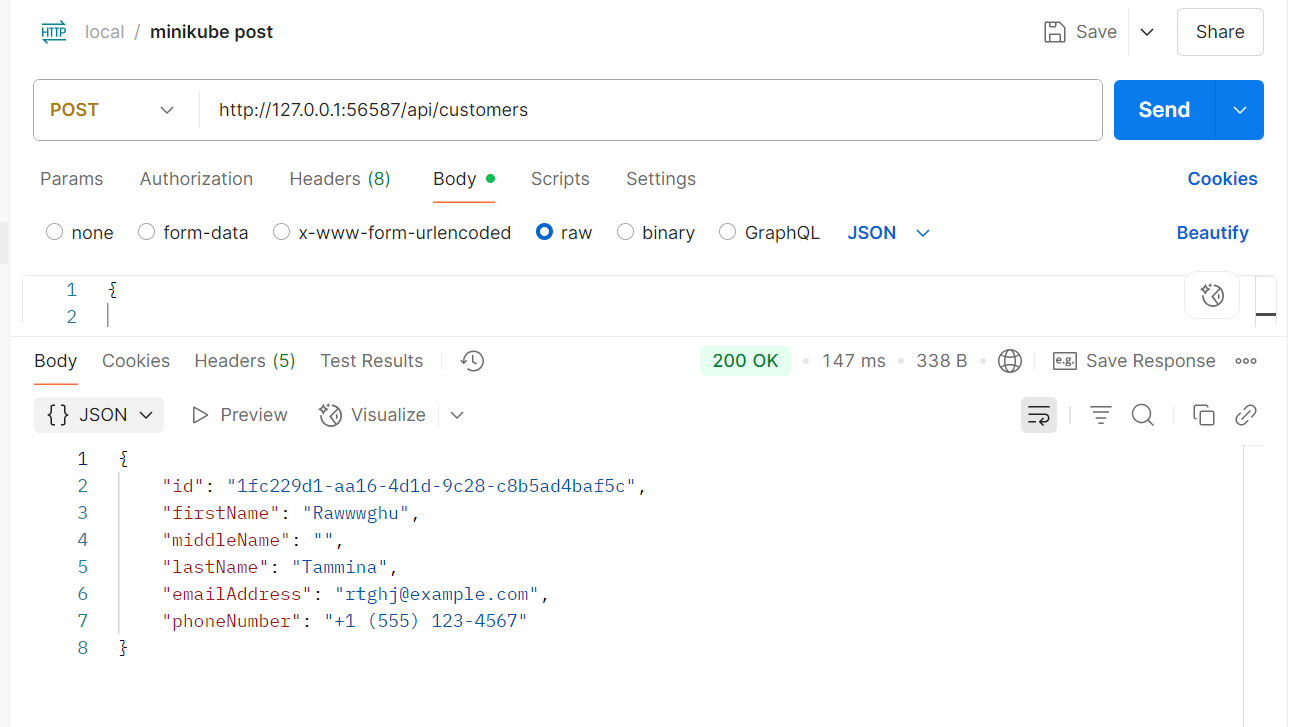 HTTP local / minikube post Save Share
POST http://127.0.0.1:56587/api/customers Send
Params Authorization Headers (8) Body Scripts Settings Cookies
none form-data x-www-form-urlencoded raw binary GraphQL JSON Beautify
1 {
2
Body Cookies Headers (5) Test Results 200 OK • 147 ms • 338 B • e.g. Save Response
{} JSON Preview Visualize
1 {
2 "id": "1fc229d1-aa16-4d1d-9c28-c8b5ad4baf5c",
3 "firstName": "Rawwwghu",
4 "middleName": "",
5 "lastName": "Tammina",
6 "emailAddress": "rtghj@example.com",
7 "phoneNumber": "+1 (555) 123-4567"
8 }